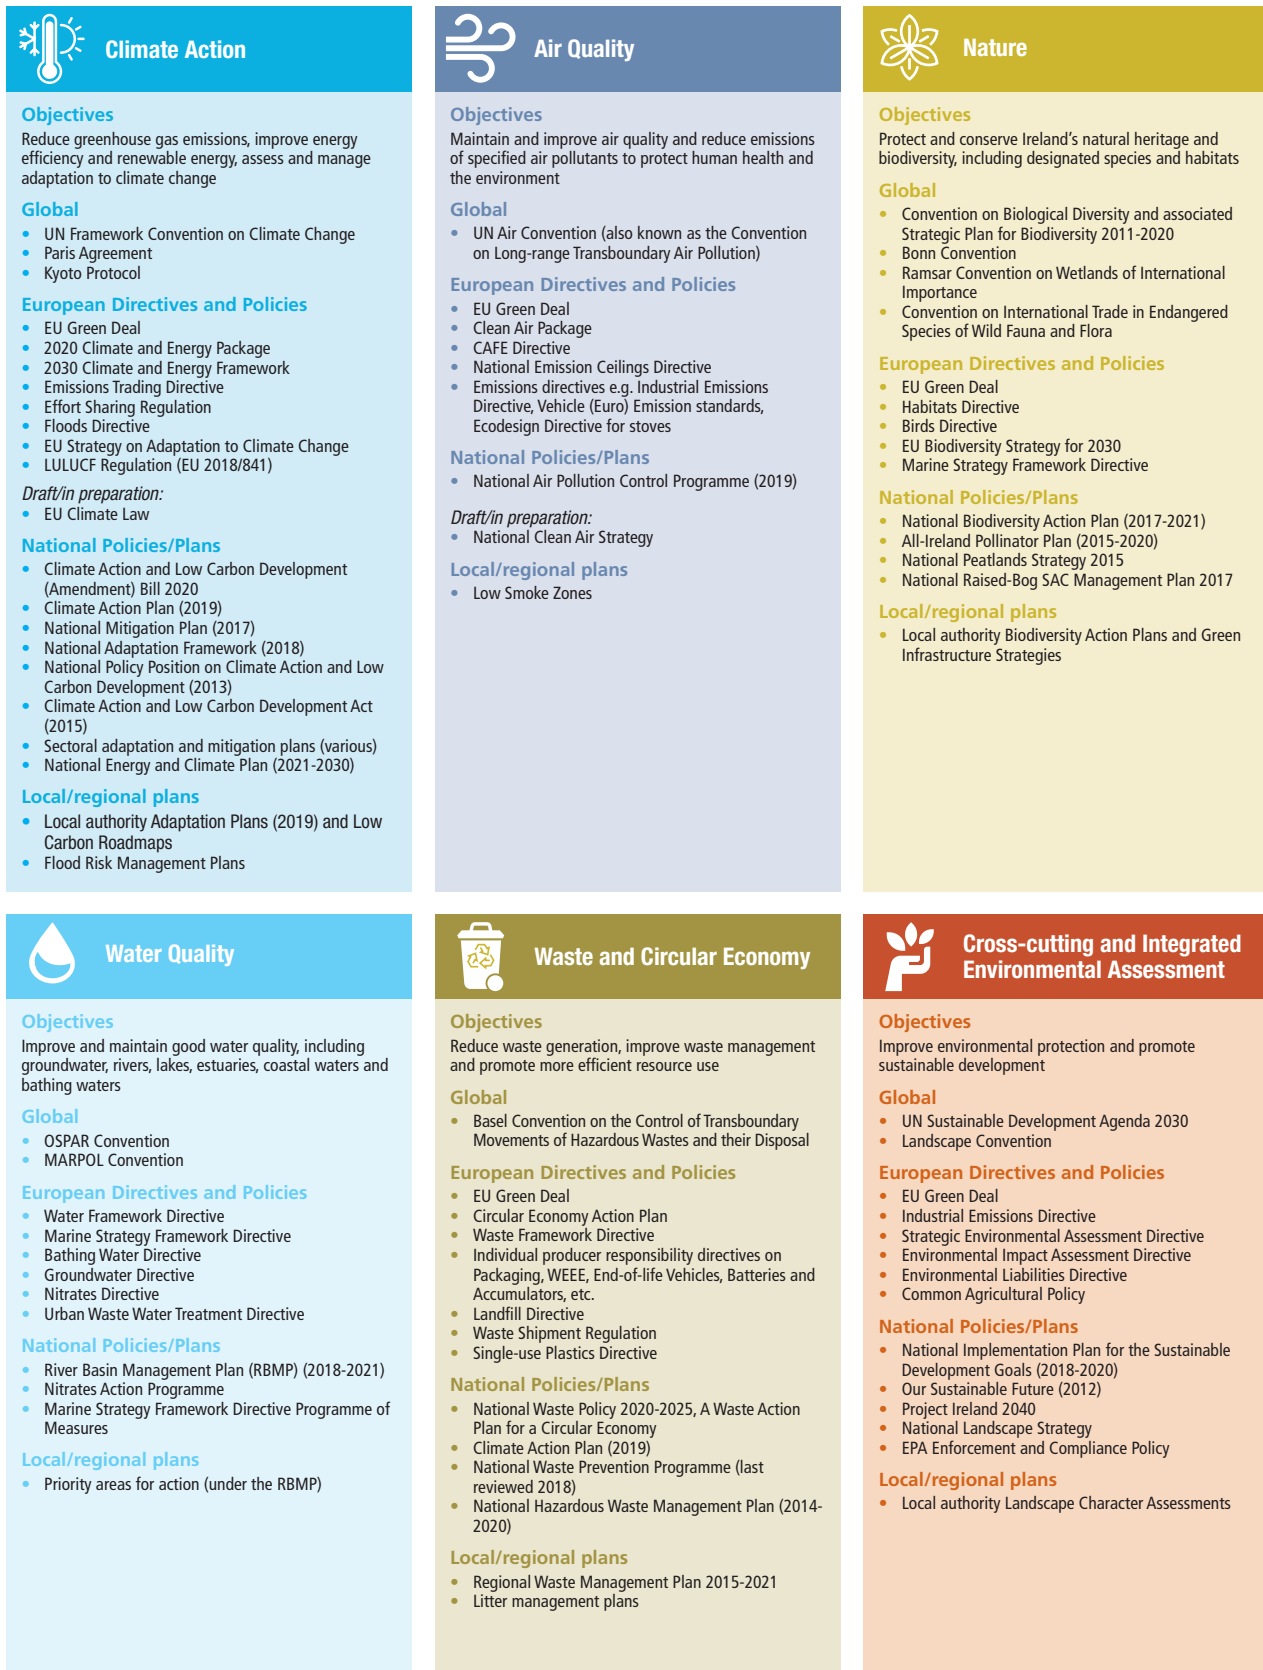 Climate Action
Objectives
Reduce greenhouse gas emissions, improve energy
efficiency and renewable energy, assess and manage
adaptation to climate change
Global
• UN Framework Convention on Climate Change
• Paris Agreement
• Kyoto Protocol
European Directives and Policies
• EU Green Deal
• 2020 Climate and Energy Package
• 2030 Climate and Energy Framework
• Emissions Trading Directive
• Effort Sharing Regulation
• Floods Directive
• EU Strategy on Adaptation to Climate Change
• LULUCF Regulation (EU 2018/841)
Draft/in preparation:
• EU Climate Law
National Policies/Plans
• Climate Action and Low Carbon Development
(Amendment) Bill 2020
• Climate Action Plan (2019)
• National Mitigation Plan (2017)
• National Adaptation Framework (2018)
• National Policy Position on Climate Action and Low
Carbon Development (2013)
• Climate Action and Low Carbon Development Act
(2015)
• Sectoral adaptation and mitigation plans (various)
• National Energy and Climate Plan (2021-2030)
Local/regional plans
• Local authority Adaptation Plans (2019) and Low
Carbon Roadmaps
• Flood Risk Management Plans
Air Quality
Objectives
Maintain and improve air quality and reduce emissions
of specified air pollutants to protect human health and
the environment
Global
• UN Air Convention (also known as the Convention
on Long-range Transboundary Air Pollution)
European Directives and Policies
• EU Green Deal
• Clean Air Package
• CAFE Directive
• National Emission Ceilings Directive
• Emissions directives e.g. Industrial Emissions
Directive, Vehicle (Euro) Emission standards,
Ecodesign Directive for stoves
National Policies/Plans
• National Air Pollution Control Programme (2019)
Draft/in preparation:
• National Clean Air Strategy
Local/regional plans
• Low Smoke Zones
Nature
Objectives
Protect and conserve Ireland’s natural heritage and
biodiversity, including designated species and habitats
Global
• Convention on Biological Diversity and associated
Strategic Plan for Biodiversity 2011-2020
• Bonn Convention
• Ramsar Convention on Wetlands of International
Importance
• Convention on International Trade in Endangered
Species of Wild Fauna and Flora
European Directives and Policies
• EU Green Deal
• Habitats Directive
• Birds Directive
• EU Biodiversity Strategy for 2030
• Marine Strategy Framework Directive
National Policies/Plans
• National Biodiversity Action Plan (2017-2021)
• All-Ireland Pollinator Plan (2015-2020)
• National Peatlands Strategy 2015
• National Raised-Bog SAC Management Plan 2017
Local/regional plans
• Local authority Biodiversity Action Plans and Green
Infrastructure Strategies
Water Quality
Objectives
Improve and maintain good water quality, including
groundwater, rivers, lakes, estuaries, coastal waters and
bathing waters
Global
• OSPAR Convention
• MARPOL Convention
European Directives and Policies
• Water Framework Directive
• Marine Strategy Framework Directive
• Bathing Water Directive
• Groundwater Directive
• Nitrates Directive
• Urban Waste Water Treatment Directive
National Policies/Plans
• River Basin Management Plan (RBMP) (2018-2021)
• Nitrates Action Programme
• Marine Strategy Framework Directive Programme of
Measures
Local/regional plans
• Priority areas for action (under the RBMP)
Waste and Circular Economy
Objectives
Reduce waste generation, improve waste management
and promote more efficient resource use
Global
• Basel Convention on the Control of Transboundary
Movements of Hazardous Wastes and their Disposal
European Directives and Policies
• EU Green Deal
• Circular Economy Action Plan
• Waste Framework Directive
• Individual producer responsibility directives on
Packaging, WEEE, End-of-life Vehicles, Batteries and
Accumulators, etc.
• Landfill Directive
• Waste Shipment Regulation
• Single-use Plastics Directive
National Policies/Plans
• National Waste Policy 2020-2025, A Waste Action
Plan for a Circular Economy
• Climate Action Plan (2019)
• National Waste Prevention Programme (last
reviewed 2018)
• National Hazardous Waste Management Plan (2014-
2020)
Local/regional plans
• Regional Waste Management Plan 2015-2021
• Litter management plans
Cross-cutting and Integrated
Environmental Assessment
Objectives
Improve environmental protection and promote
sustainable development
Global
• UN Sustainable Development Agenda 2030
• Landscape Convention
European Directives and Policies
• EU Green Deal
• Industrial Emissions Directive
• Strategic Environmental Assessment Directive
• Environmental Impact Assessment Directive
• Environmental Liabilities Directive
• Common Agricultural Policy
National Policies/Plans
• National Implementation Plan for the Sustainable
Development Goals (2018-2020)
• Our Sustainable Future (2012)
• Project Ireland 2040
• National Landscape Strategy
• EPA Enforcement and Compliance Policy
Local/regional plans
• Local authority Landscape Character Assessments